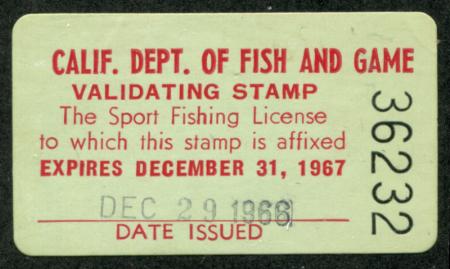 CALIF. DEPT. OF FISH AND GAME
VALIDATING STAMP
The Sport Fishing License
to which this stamp is affixed
EXPIRES DECEMBER 31, 1967
DEC 29 1966
DATE ISSUED
36232